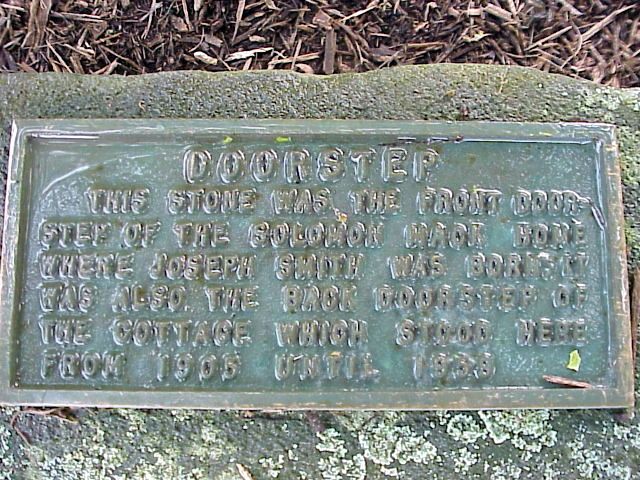 DOORSTEP
THIS STONE WAS THE FRONT DOOR-
STEP OF THE SOLOMON MACK HOME
WHERE JOSEPH SMITH WAS BORN. IT
WAS ALSO THE BACK DOORSTEP OF
THE COTTAGE WHICH STOOD HERE
FROM 1905 UNTIL 1958